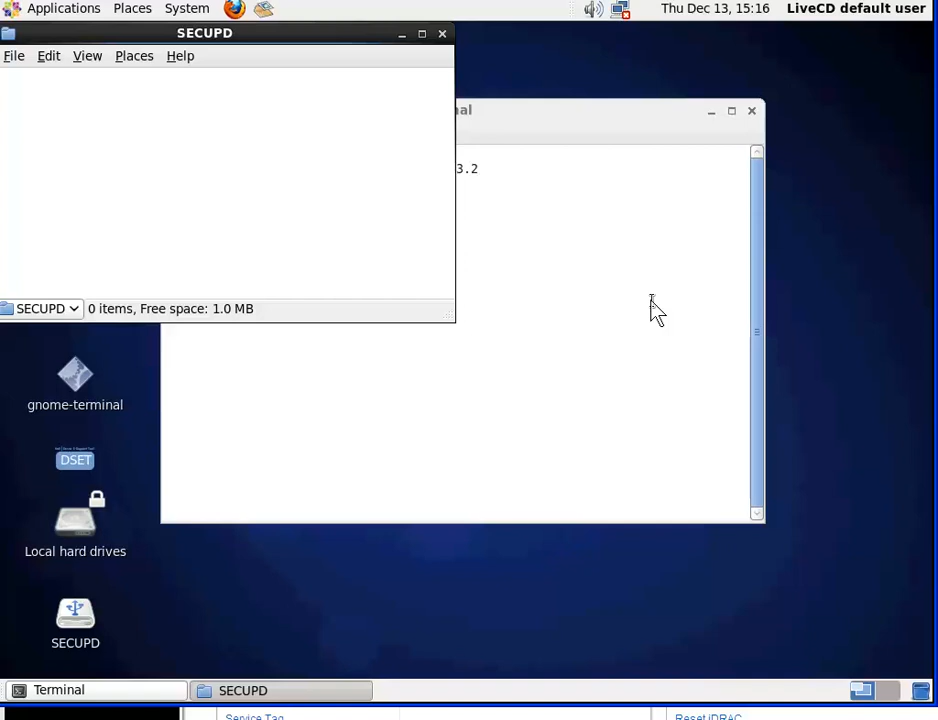 Applications Places System Thu Dec 13, 15:16 LiveCD default user
SECUPD
File Edit View Places Help
nal
3.2
SECUPD 0 items, Free space: 1.0 MB
gnome-terminal
DSET
Local hard drives
SECUPD
Terminal SECUPD
Service Tag Reset iDRAC